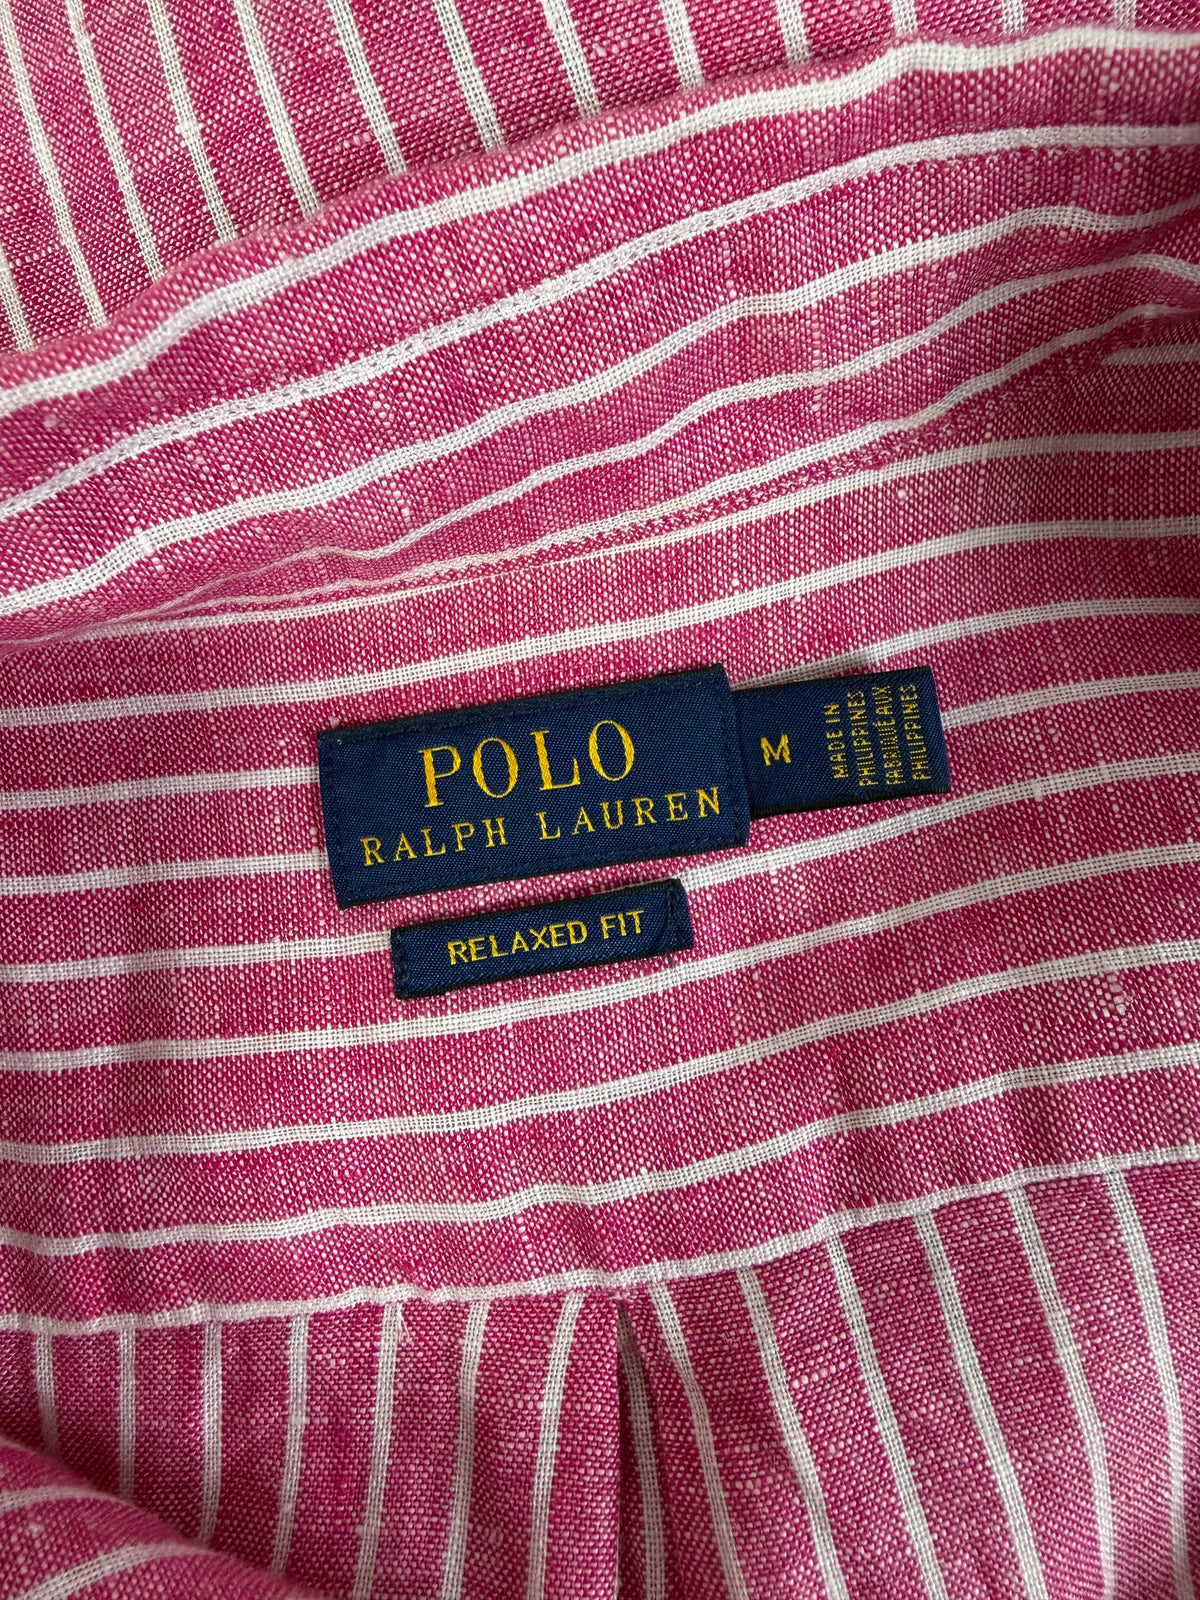 POLO
RALPH LAUREN
M
MADE IN
PHILIPPINES
FABRIQUÉ AUX
PHILIPPINES
RELAXED FIT